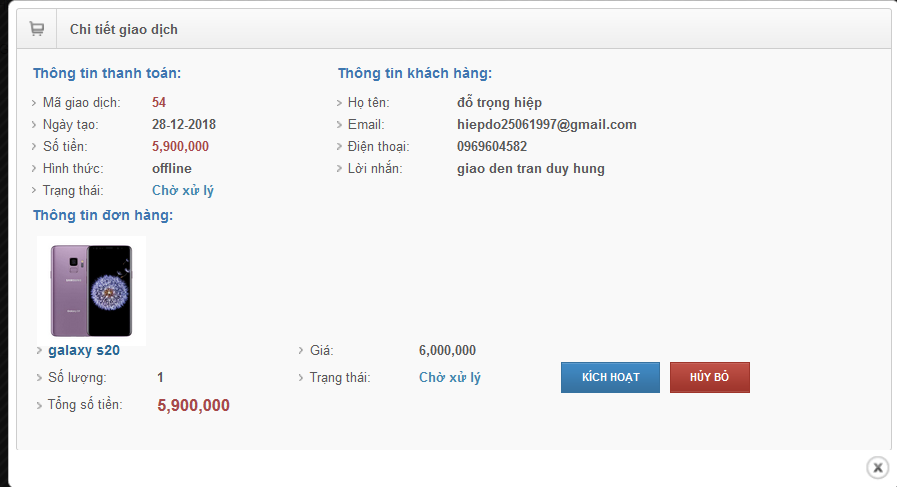 Chi tiết giao dịch
Thông tin thanh toán:
Mã giao dịch: 54
Ngày tạo: 28-12-2018
Số tiền: 5,900,000
Hình thức: offline
Trạng thái: Chờ xử lý
Thông tin khách hàng:
Họ tên: đỗ trọng hiệp
Email: hiepdo25061997@gmail.com
Điện thoại: 0969604582
Lời nhắn: giao den tran duy hung
Thông tin đơn hàng:
galaxy s20
Giá: 6,000,000
Số lượng: 1
Trạng thái: Chờ xử lý
KÍCH HOẠT
HỦY BỎ
Tổng số tiền: 5,900,000